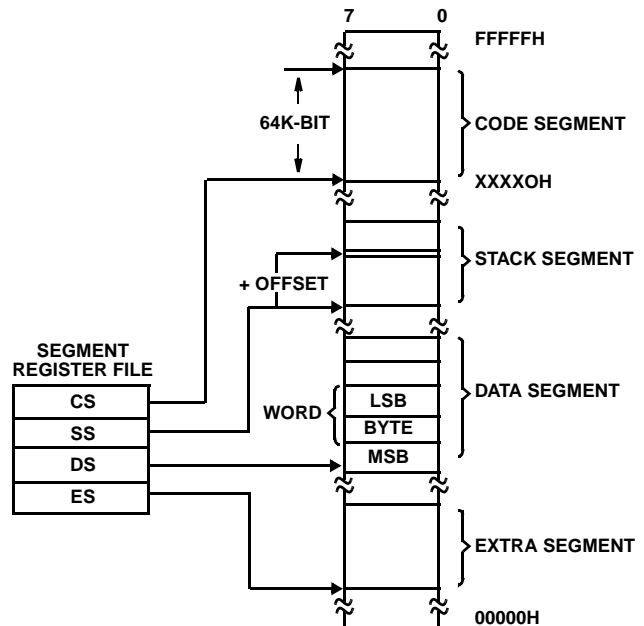 7 0
FFFFFH
64K-BIT
CODE SEGMENT
XXXXOH
STACK SEGMENT
+ OFFSET
SEGMENT
REGISTER FILE
CS
SS
DS
ES
WORD
LSB
BYTE
MSB
DATA SEGMENT
EXTRA SEGMENT
00000H